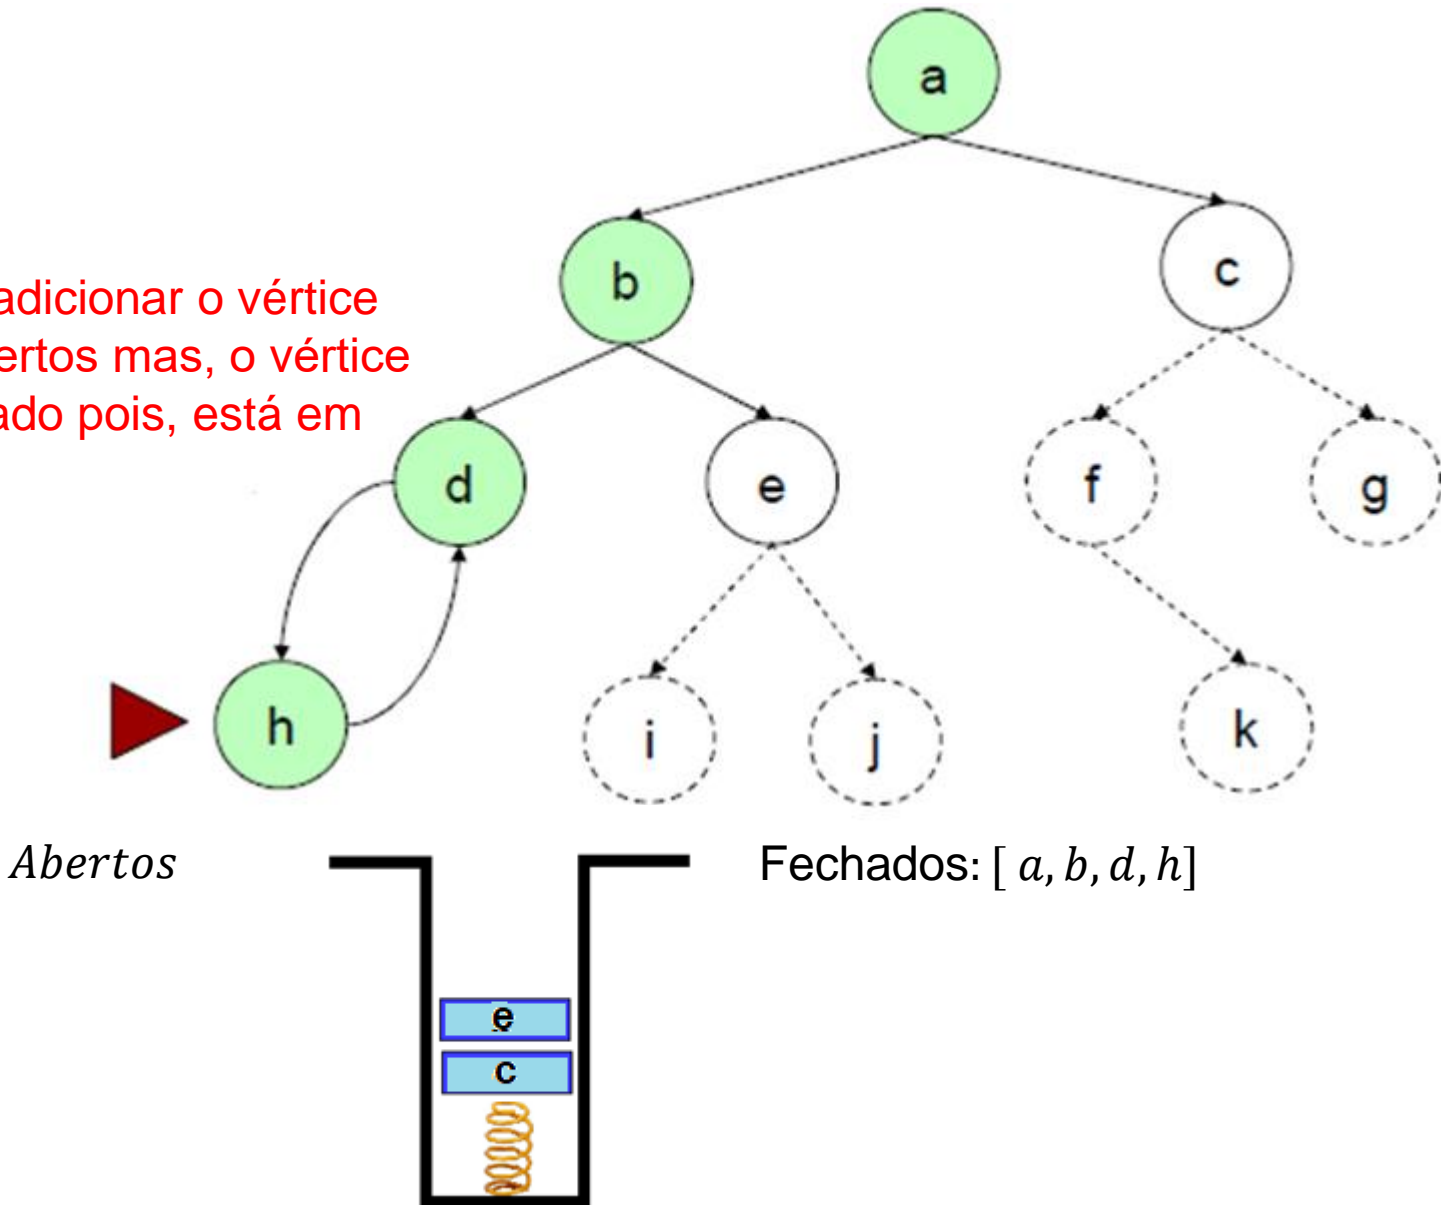 a
b
c
adicionar o vértice
ertos mas, o vértice
ado pois, está em
d
e
f
g
h
i
j
k
Abertos
Fechados: [ a, b, d, h]
e
c